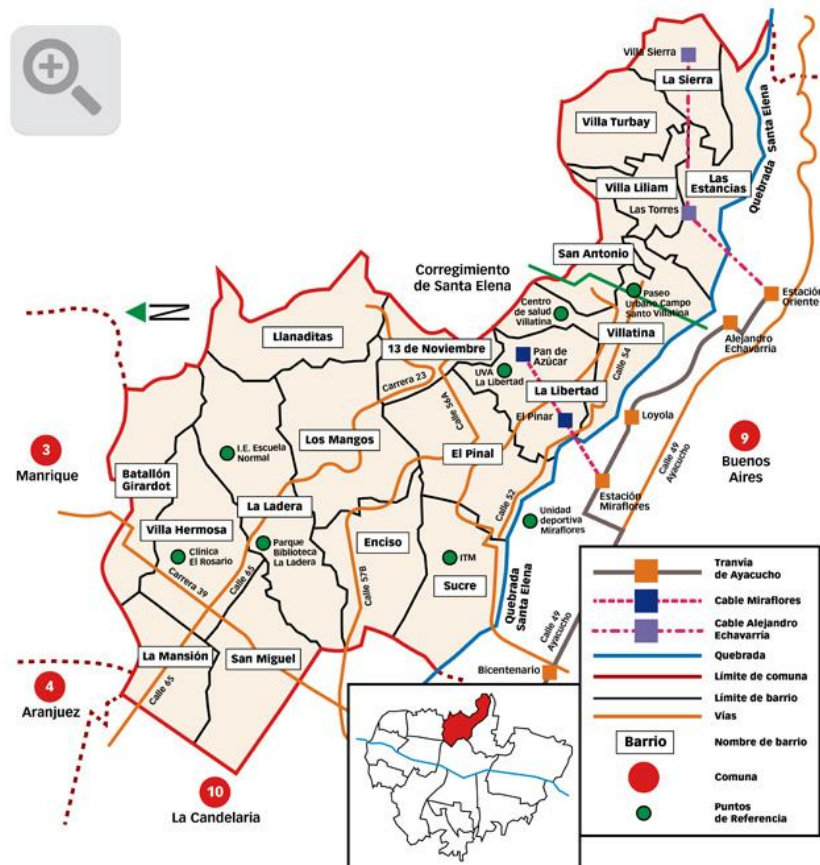 Villa Sierra
La Sierra
Villa Turbay
Quebrada Santa Elena
Villa Liliam
Las
Estancias
Las Torres
San Antonio
Corregimiento
de Santa Elena
Paseo
Urbano Campo
Santo Villatina
Estación
Oriente
Centro
de salud
Villatina
Villatina
Alejandro
Echavarría
Llanaditas
13 de Noviembre
Pan de
Azúcar
UVA
La Libertad
La Libertad
Calle 54
Carrera 23
Calle 56A
El Pinar
Loyola
Los Mangos
3
Manrique
I.E. Escuela
Normal
El Pinal
9
Buenos
Aires
Calle 49
Ayacucho
Batallón
Girardot
Estación
Miraflores
La Ladera
Calle 52
Villa Hermosa
Unidad
deportiva
Miraflores
Enciso
Clínica
El Rosario
Parque
Biblioteca
La Ladera
ITM
Carrera 39
Calle 65
Calle 57B
Sucre
Quebrada
Santa Elena
Calle 49
Ayacucho
La Mansión
San Miguel
Bicentenario
Calle 65
4
Aranjuez
10
La Candelaria
Tranvía
de Ayacucho
Cable Miraflores
Cable Alejandro
Echavarría
Quebrada
Límite de comuna
Límite de barrio
Vías
Barrio
Nombre de barrio
Comuna
Puntos
de Referencia